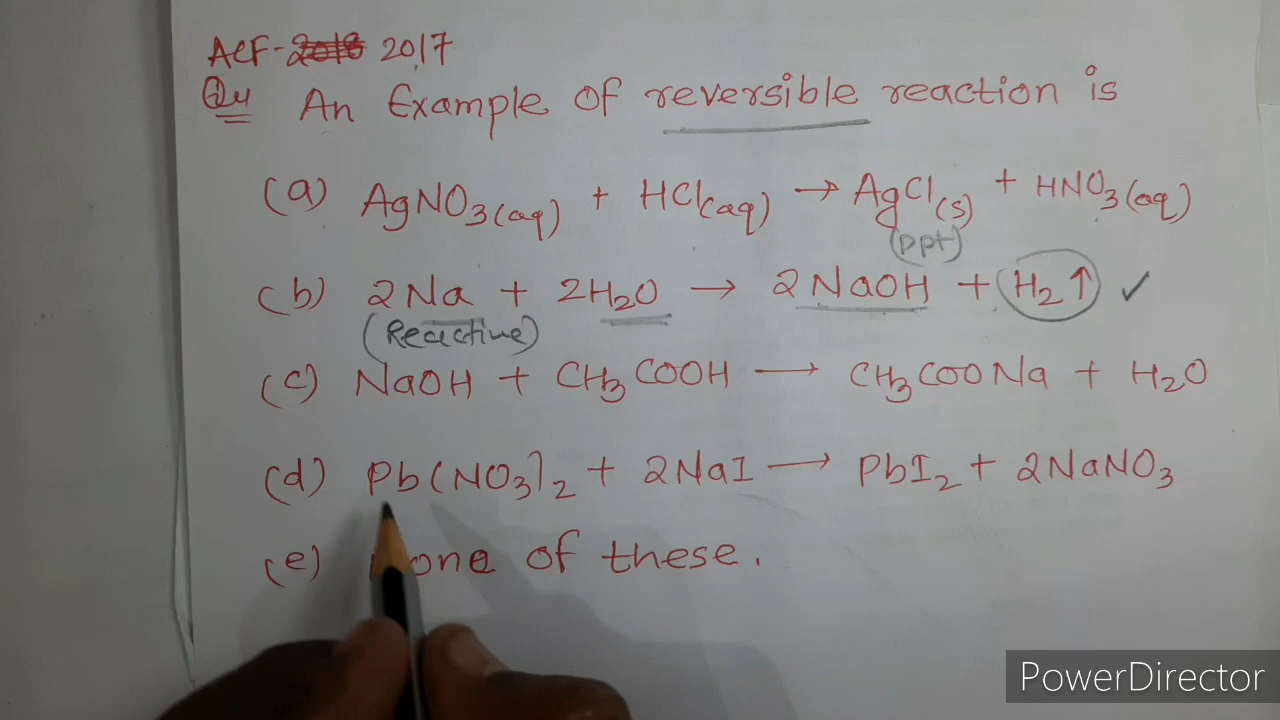 ACF- 2018 2017
Qu An Example of reversible reaction is
(a) AgNO3(aq) + HCl(aq) → AgCl(s) + HNO3(aq)
(ppt)
(b) 2Na + 2H2O → 2NaOH + H2↑ ✓
(Reactive)
(c) NaOH + CH3COOH → CH3COONa + H2O
(d) Pb(NO3)2 + 2NaI → PbI2 + 2NaNO3
(e) one of these.
PowerDirector